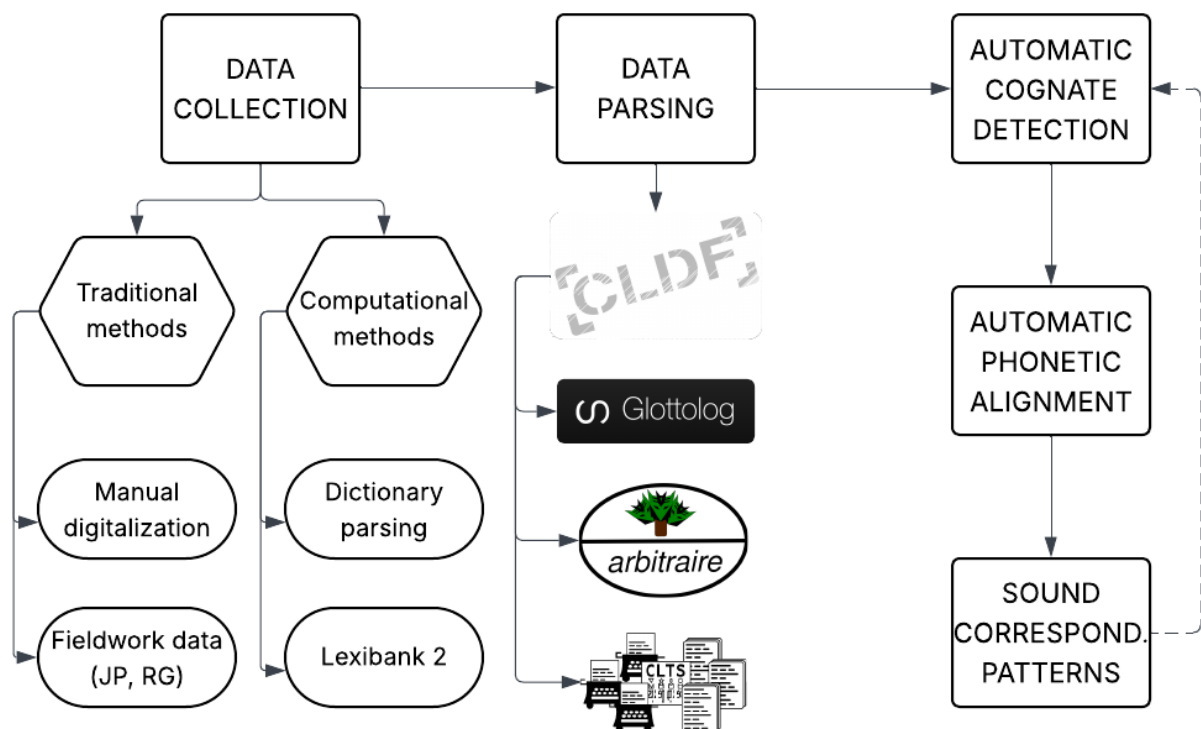 DATA
COLLECTION
DATA
PARSING
AUTOMATIC
COGNATE
DETECTION
Traditional
methods
Computational
methods
CLDF
Glottolog
AUTOMATIC
PHONETIC
ALIGNMENT
Manual
digitalization
Dictionary
parsing
arbitraire
Fieldwork data
(JP, RG)
Lexibank 2
CLTS
SOUND
CORRESPOND.
PATTERNS